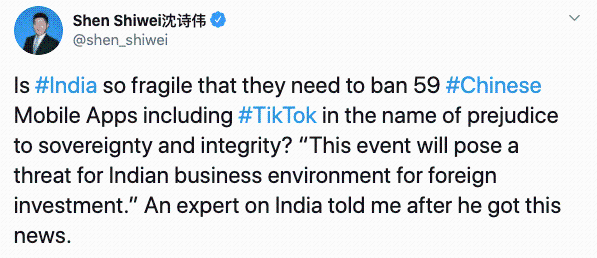 Shen Shiwei沈诗伟
@shen_shiwei
Is #India so fragile that they need to ban 59 #Chinese
Mobile Apps including #TikTok in the name of prejudice
to sovereignty and integrity? “This event will pose a
threat for Indian business environment for foreign
investment.” An expert on India told me after he got this
news.